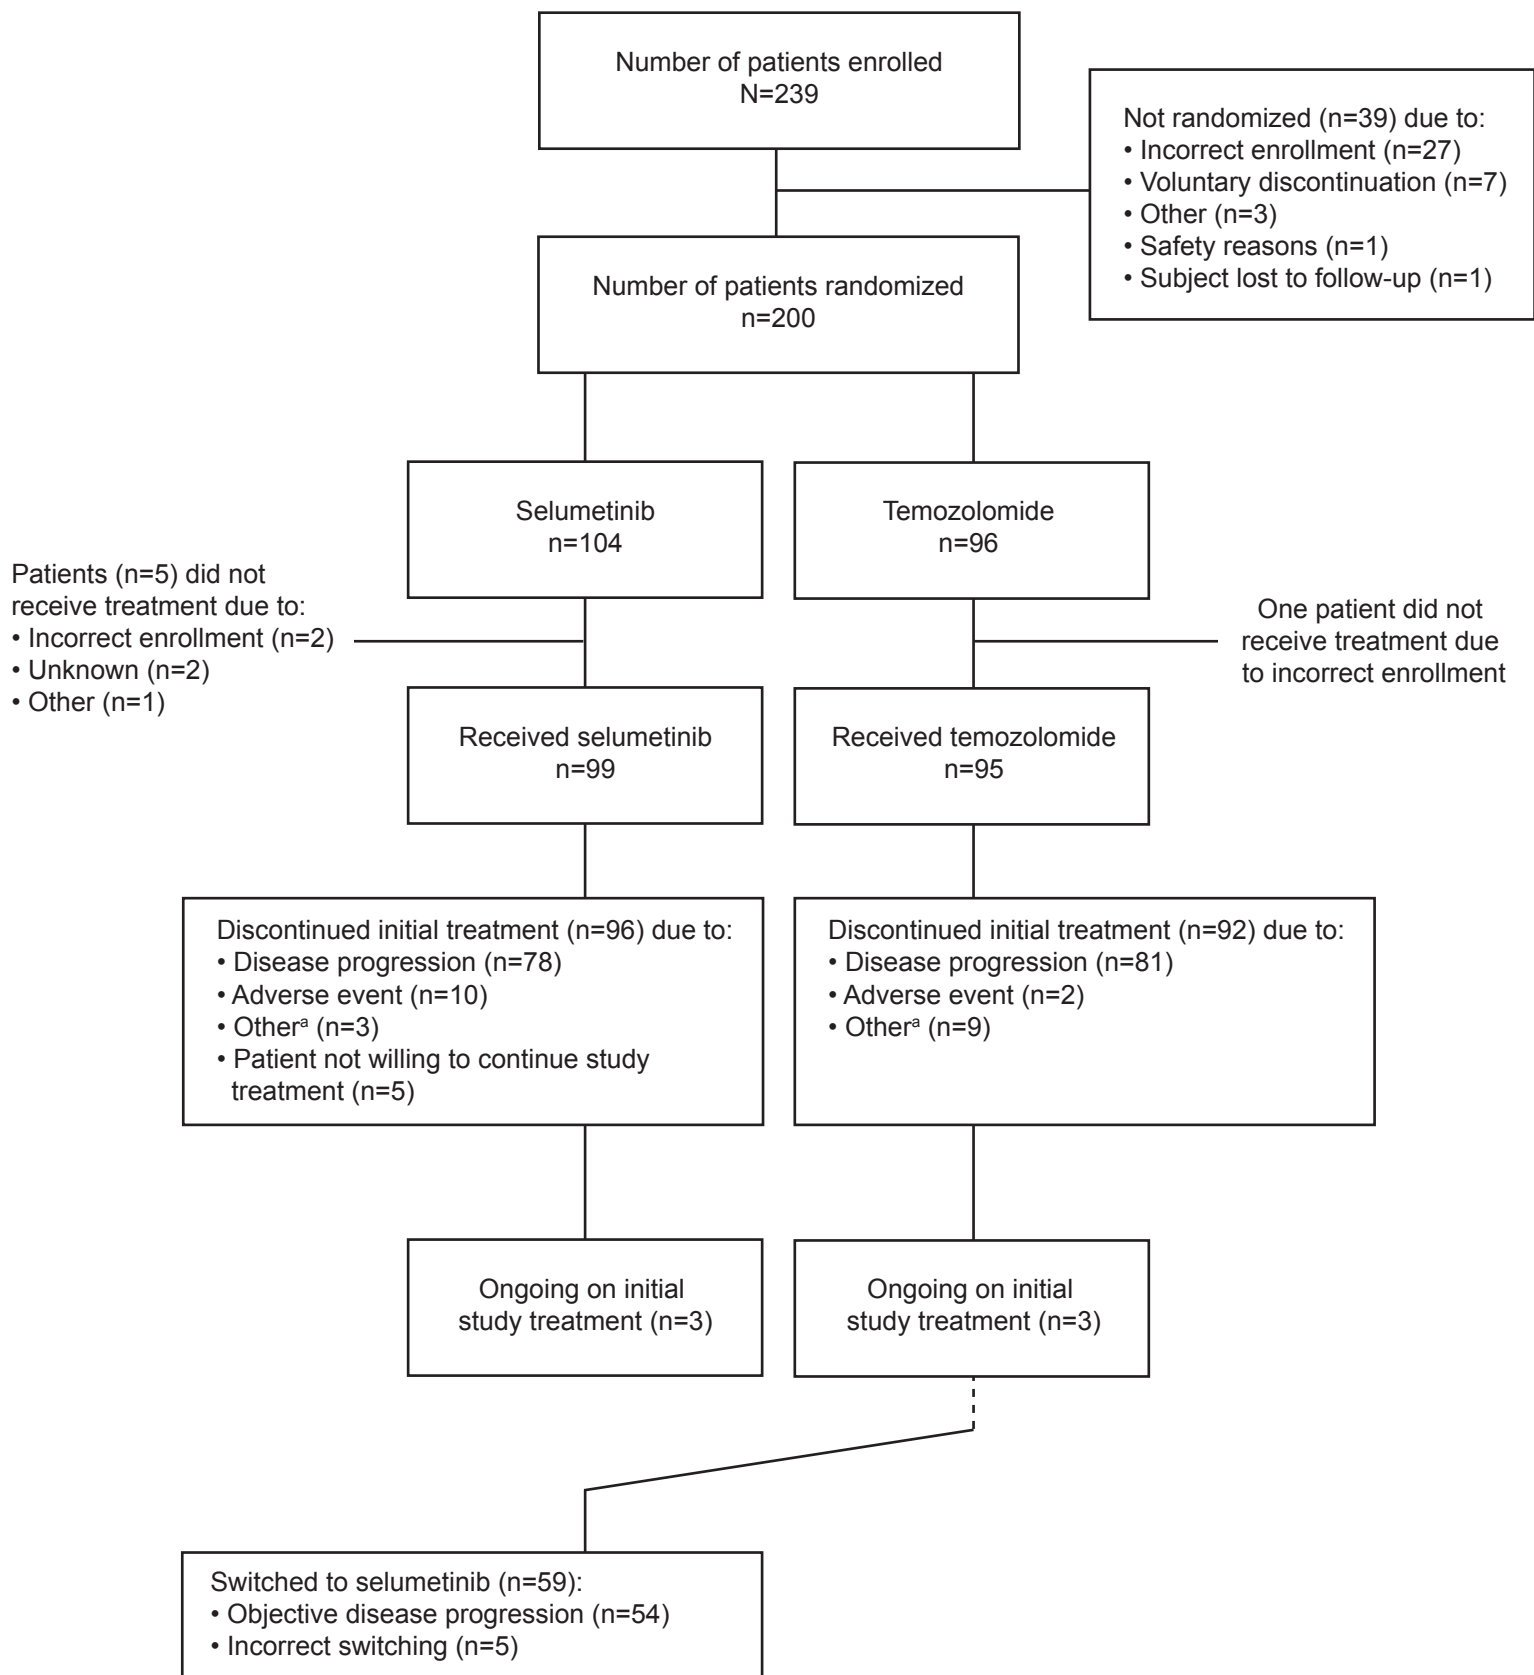 Number of patients enrolled
N=239
Not randomized (n=39) due to:
• Incorrect enrollment (n=27)
• Voluntary discontinuation (n=7)
• Other (n=3)
• Safety reasons (n=1)
• Subject lost to follow-up (n=1)
Number of patients randomized
n=200
Selumetinib
n=104
Temozolomide
n=96
Patients (n=5) did not
receive treatment due to:
• Incorrect enrollment (n=2)
• Unknown (n=2)
• Other (n=1)
One patient did not
receive treatment due
to incorrect enrollment
Received selumetinib
n=99
Received temozolomide
n=95
Discontinued initial treatment (n=96) due to:
• Disease progression (n=78)
• Adverse event (n=10)
• Otherᵃ (n=3)
• Patient not willing to continue study
treatment (n=5)
Discontinued initial treatment (n=92) due to:
• Disease progression (n=81)
• Adverse event (n=2)
• Otherᵃ (n=9)
Ongoing on initial
study treatment (n=3)
Ongoing on initial
study treatment (n=3)
Switched to selumetinib (n=59):
• Objective disease progression (n=54)
• Incorrect switching (n=5)